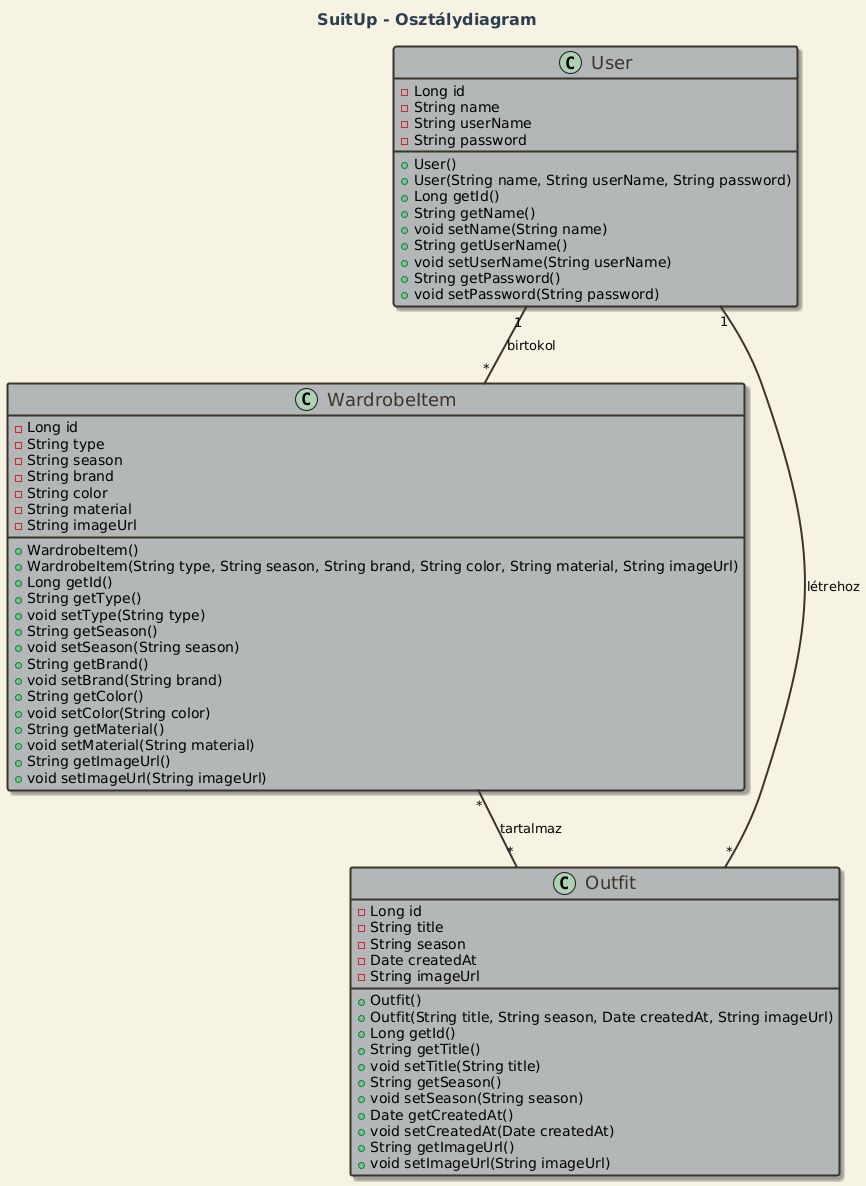 SuitUp - Osztálydiagram
C User
Long id
String name
String userName
String password
User()
User(String name, String userName, String password)
Long getId()
String getName()
void setName(String name)
String getUserName()
void setUserName(String userName)
String getPassword()
void setPassword(String password)
1
1
birtokol
*
C WardrobeItem
Long id
String type
String season
String brand
String color
String material
String imageUrl
WardrobeItem()
WardrobeItem(String type, String season, String brand, String color, String material, String imageUrl)
Long getId()
String getType()
void setType(String type)
String getSeason()
void setSeason(String season)
String getBrand()
void setBrand(String brand)
String getColor()
void setColor(String color)
String getMaterial()
void setMaterial(String material)
String getImageUrl()
void setImageUrl(String imageUrl)
létrehoz
*
tartalmaz
*
*
C Outfit
Long id
String title
String season
Date createdAt
String imageUrl
Outfit()
Outfit(String title, String season, Date createdAt, String imageUrl)
Long getId()
String getTitle()
void setTitle(String title)
String getSeason()
void setSeason(String season)
Date getCreatedAt()
void setCreatedAt(Date createdAt)
String getImageUrl()
void setImageUrl(String imageUrl)